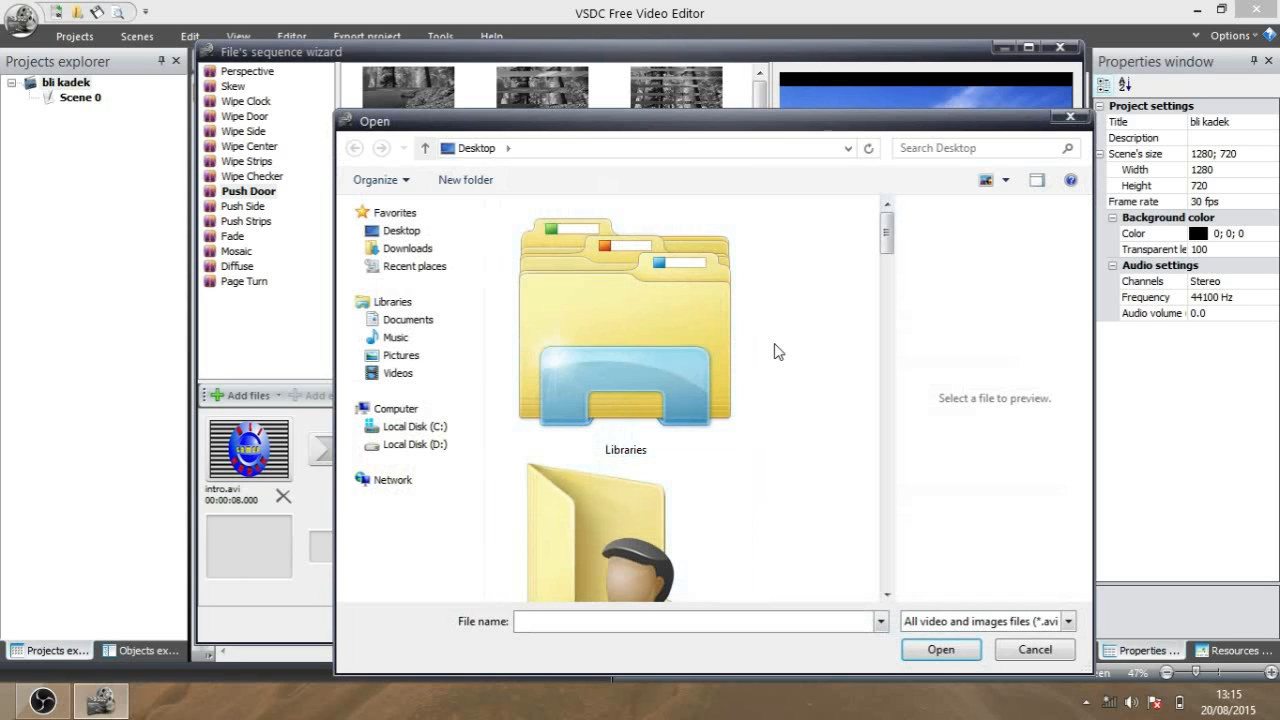 VSDC Free Video Editor
Projects Scenes Edit View Editor Export project Tools Help
Options
Projects explorer
bli kadek
Scene 0
File's sequence wizard
Perspective
Skew
Wipe Clock
Wipe Door
Wipe Side
Wipe Center
Wipe Strips
Wipe Checker
Push Door
Push Side
Push Strips
Fade
Mosaic
Diffuse
Page Turn
Add files
Add e
intro.avi
00:00:08.000
Open
Desktop
Search Desktop
Organize
New folder
Favorites
Desktop
Downloads
Recent places
Libraries
Documents
Music
Pictures
Videos
Computer
Local Disk (C:)
Local Disk (D:)
Network
Libraries
Select a file to preview.
File name:
All video and images files (*.avi
Open
Cancel
Properties window
Project settings
Title bli kadek
Description
Scene's size 1280; 720
Width 1280
Height 720
Frame rate 30 fps
Background color
Color 0; 0; 0
Transparent le 100
Audio settings
Channels Stereo
Frequency 44100 Hz
Audio volume ( 0.0
Projects ex...
Objects ex...
Properties ...
Resources ...
een 47%
13:15
20/08/2015